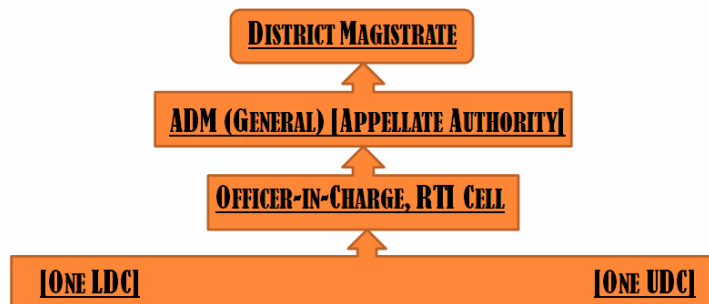 DISTRICT MAGISTRATE
ADM (GENERAL) [APPELLATE AUTHORITY[
OFFICER-IN-CHARGE, RTI CELL
[ONE LDC] [ONE UDC]